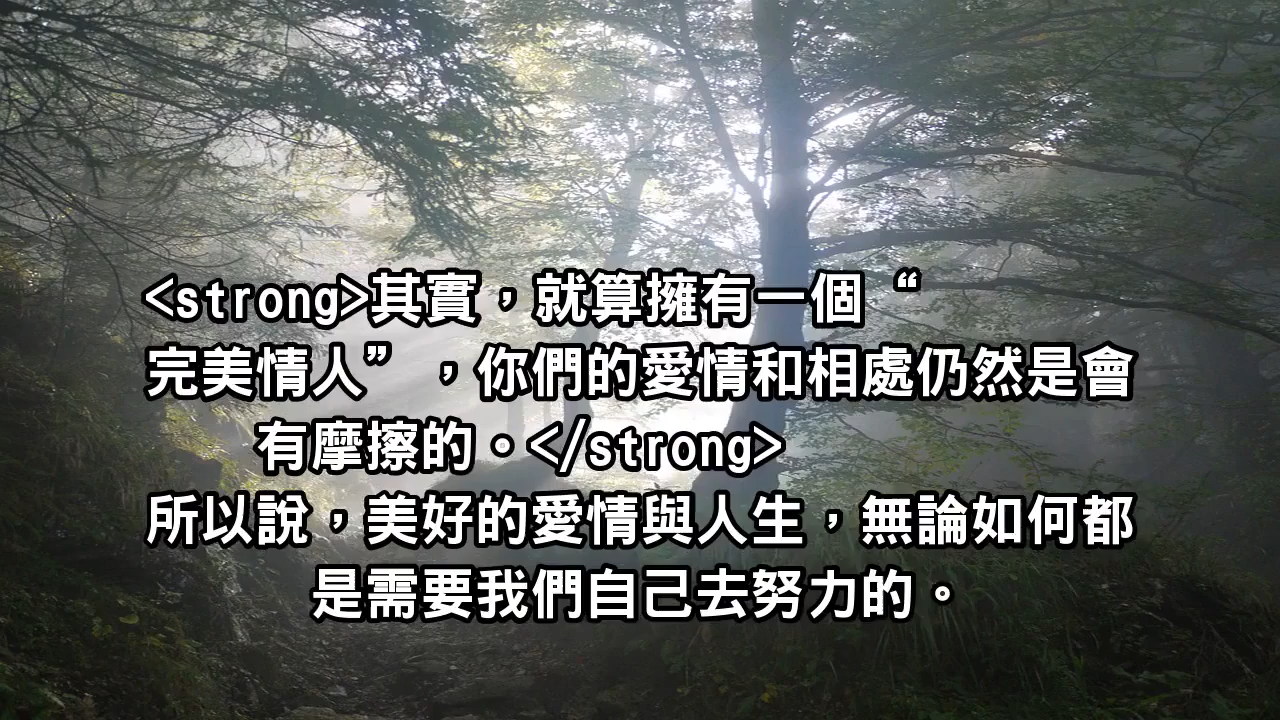 <strong>其實，就算擁有一個“
完美情人”，你們的愛情和相處仍然是會
有摩擦的。</strong>
所以說，美好的愛情與人生，無論如何都
是需要我們自己去努力的。